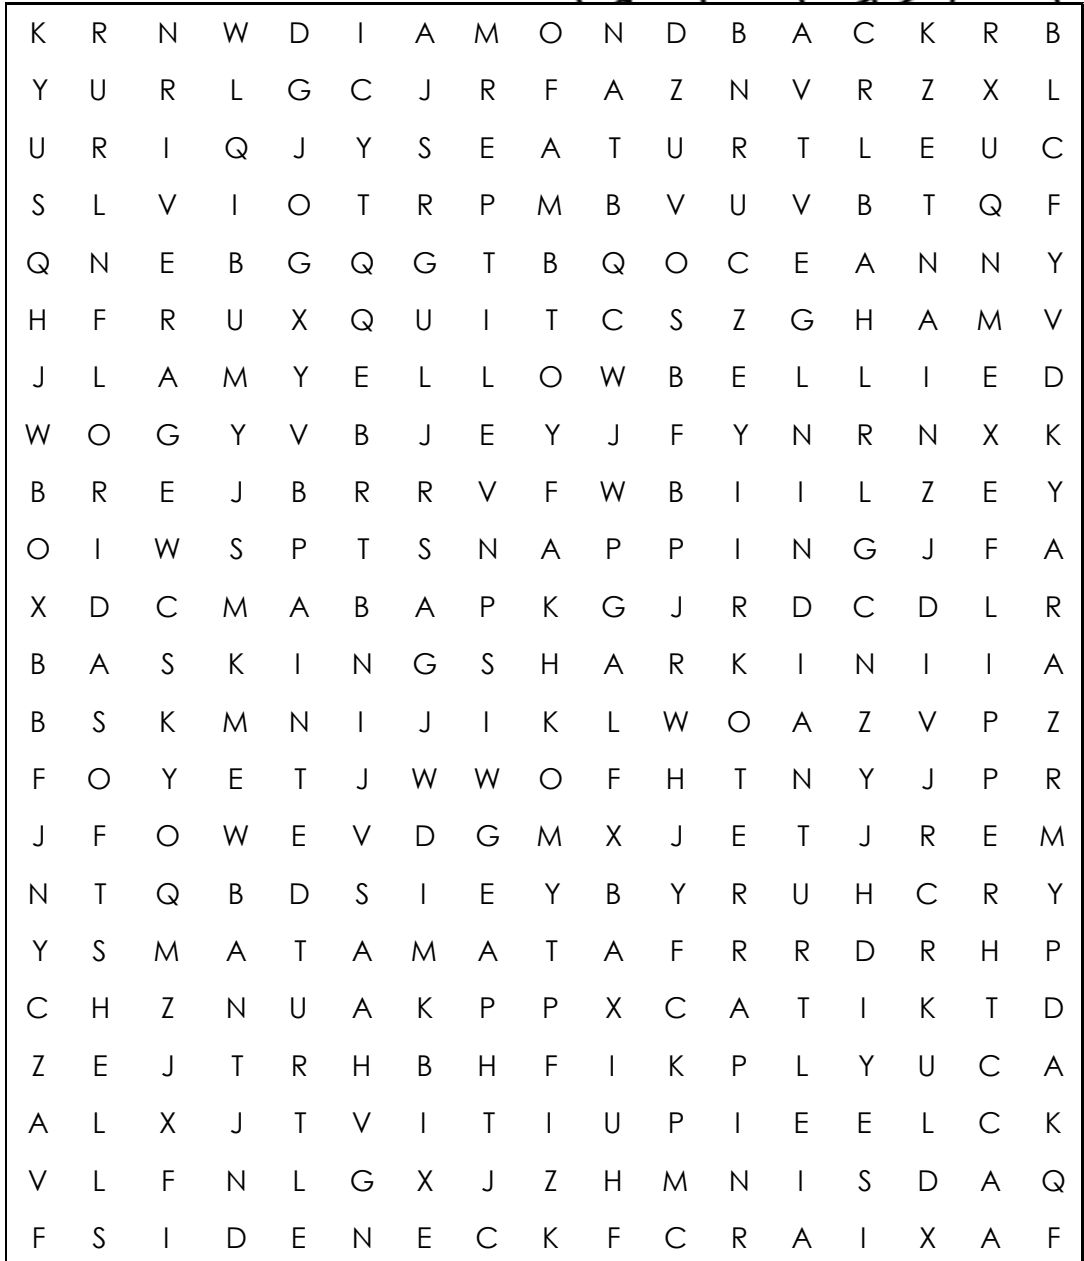 K R N W D I A M O N D B A C K R B
Y U R L G C J R F A Z N V R Z X L
U R I Q J Y S E A T U R T L E U C
S L V I O T R P M B V U V B T Q F
Q N E B G Q G T B Q O C E A N N Y
H F R U X Q U I T C S Z G H A M V
J L A M Y E L L O W B E L L I E D
W O G Y V B J E Y J F Y N R N X K
B R E J B R R V F W B I I L Z E Y
O I W S P T S N A P P I N G J F A
X D C M A B A P K G J R D C D L R
B A S K I N G S H A R K I N I I A
B S K M N I J I K L W O A Z V P Z
F O Y E T J W W O F H T N Y J P R
J F O W E V D G M X J E T J R E M
N T Q B D S I E Y B Y R U H C R Y
Y S M A T A M A T A F R R D R H P
C H Z N U A K P P X C A T I K T D
Z E J T R H B H F I K P L Y U C A
A L X J T V I T I U P I E E L C K
V L F N L G X J Z H M N I S D A Q
F S I D E N E C K F C R A I X A F